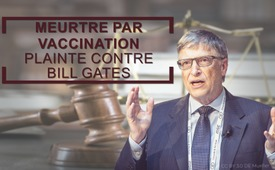 MEURTRE PAR
VACCINATION
PLAINTE CONTRE
BILL GATES